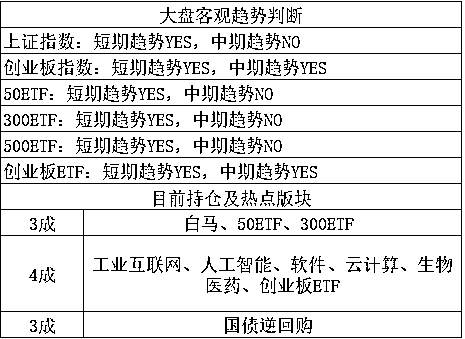 大盘客观趋势判断
上证指数：短期趋势YES，中期趋势NO
创业板指数：短期趋势YES，中期趋势YES
50ETF：短期趋势YES，中期趋势NO
300ETF：短期趋势YES，中期趋势NO
500ETF：短期趋势YES，中期趋势NO
创业板ETF：短期趋势YES，中期趋势YES
目前持仓及热点版块
3成 白马、50ETF、300ETF
4成 工业互联网、人工智能、软件、云计算、生物
医药、创业板ETF
3成 国债逆回购